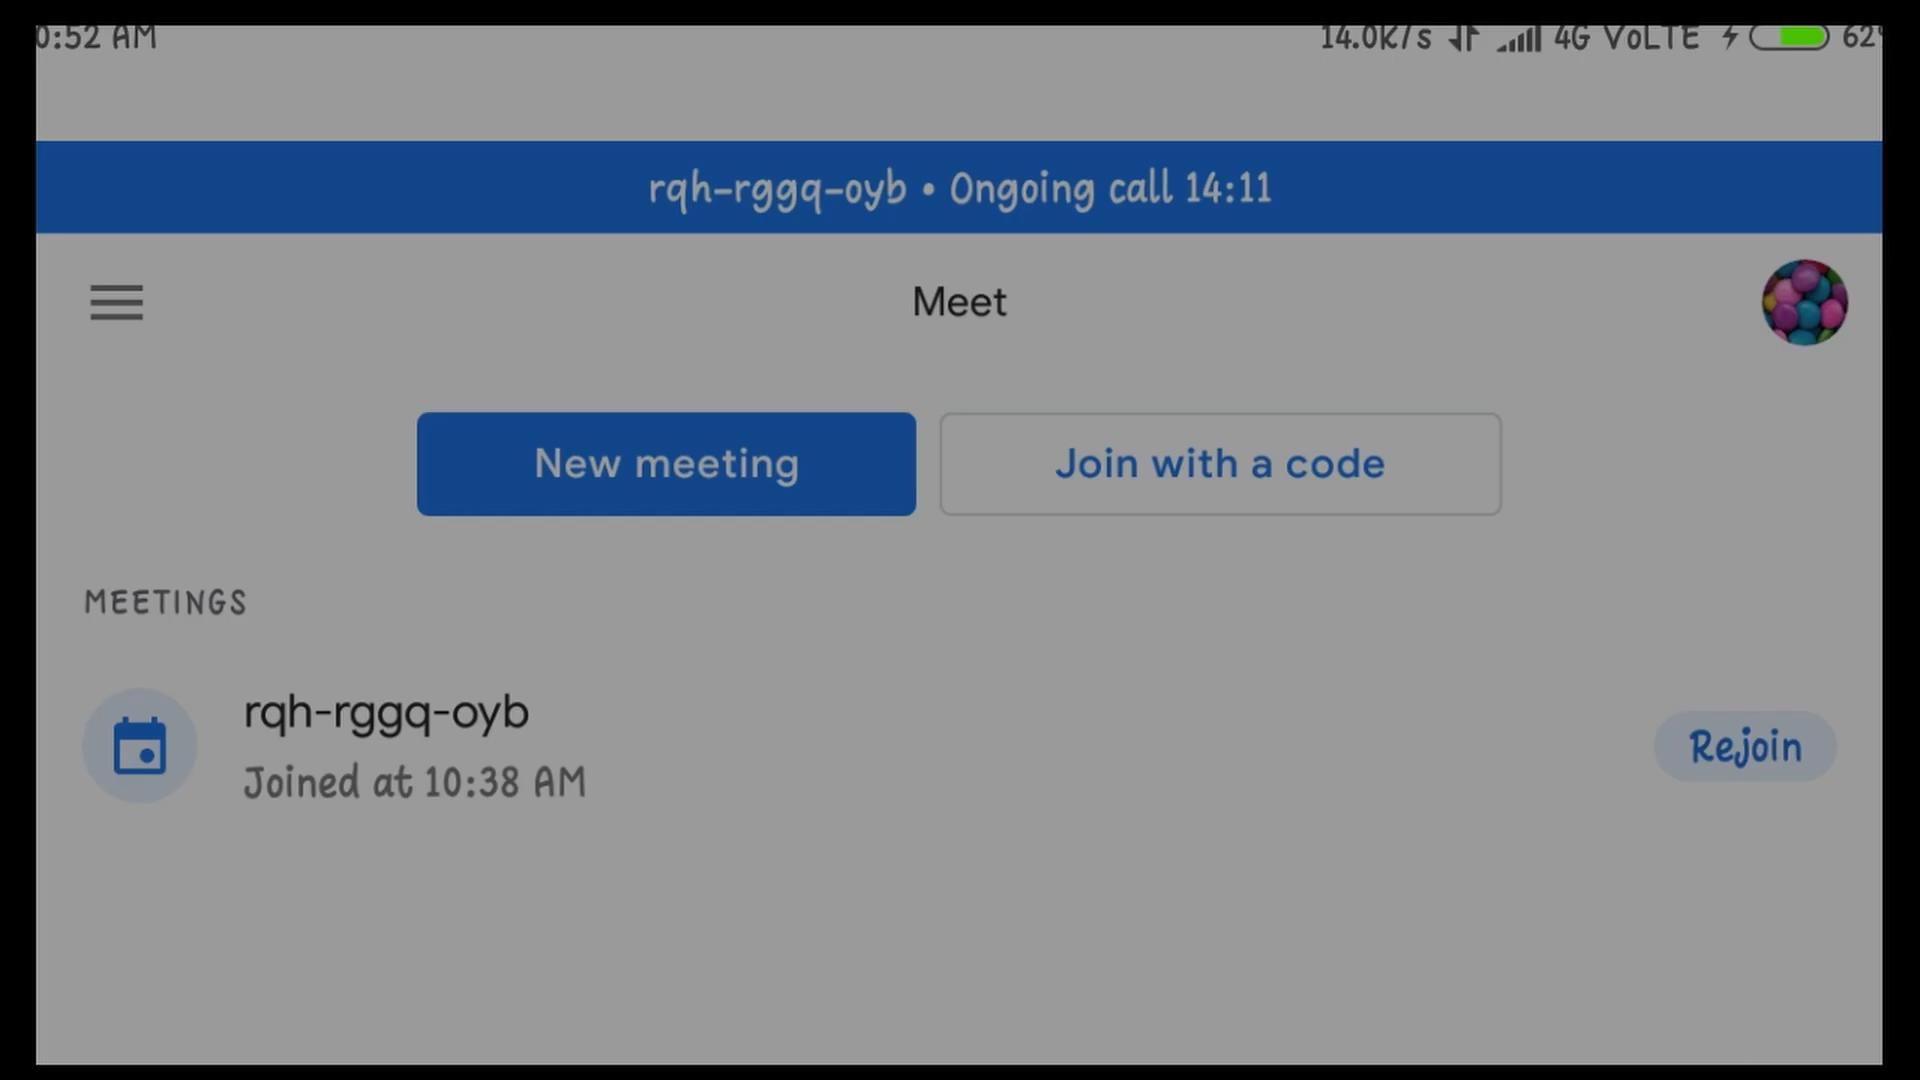 0:52 AM 14.0K/s 4G VoLTE 62
rqh-rggq-oyb • Ongoing call 14:11
Meet
New meeting Join with a code
MEETINGS
rqh-rggq-oyb
Joined at 10:38 AM
Rejoin